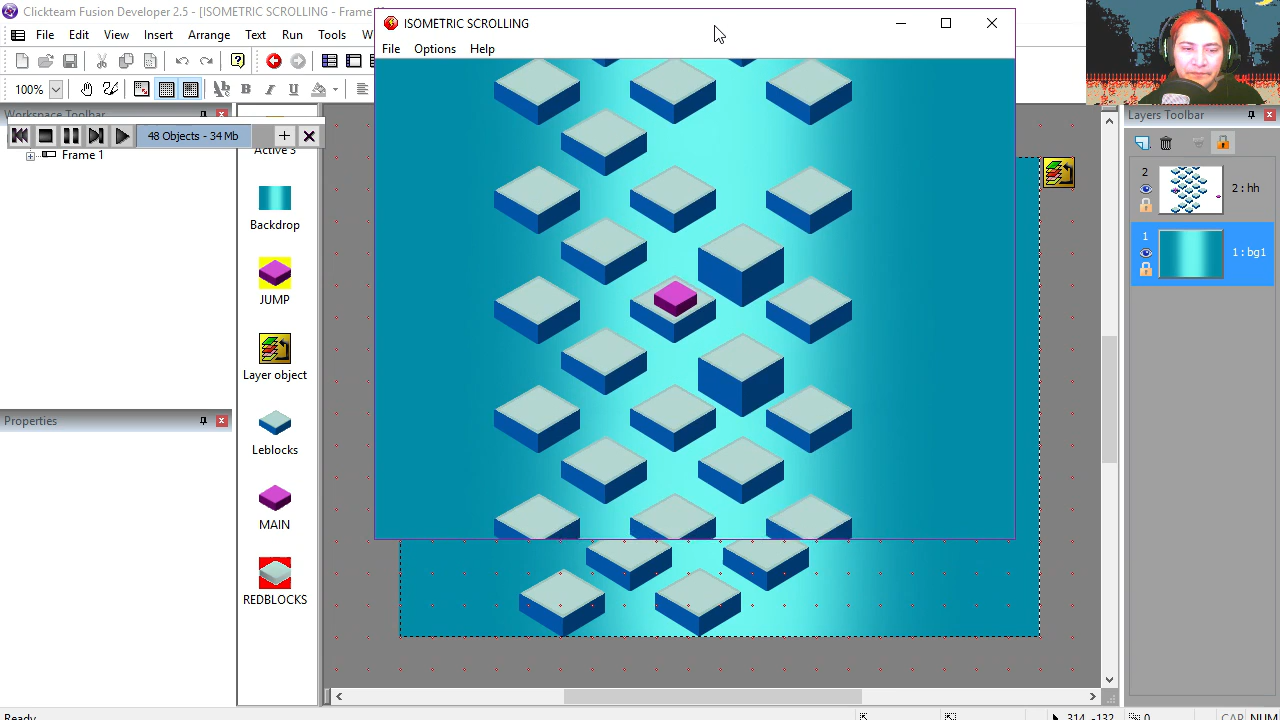 Clickteam Fusion Developer 2.5 - [ISOMETRIC SCROLLING - Frame
ISOMETRIC SCROLLING
File Edit View Insert Arrange Text Run Tools W
File Options Help
100%
Workspace Toolbar
Layers Toolbar
48 Objects - 34 Mb
Frame 1
Active 3
Backdrop
JUMP
Layer object
Leblocks
MAIN
REDBLOCKS
Properties
2
2 : hh
1
1 : bg1
Ready
314, -132
0
CAP
NUM